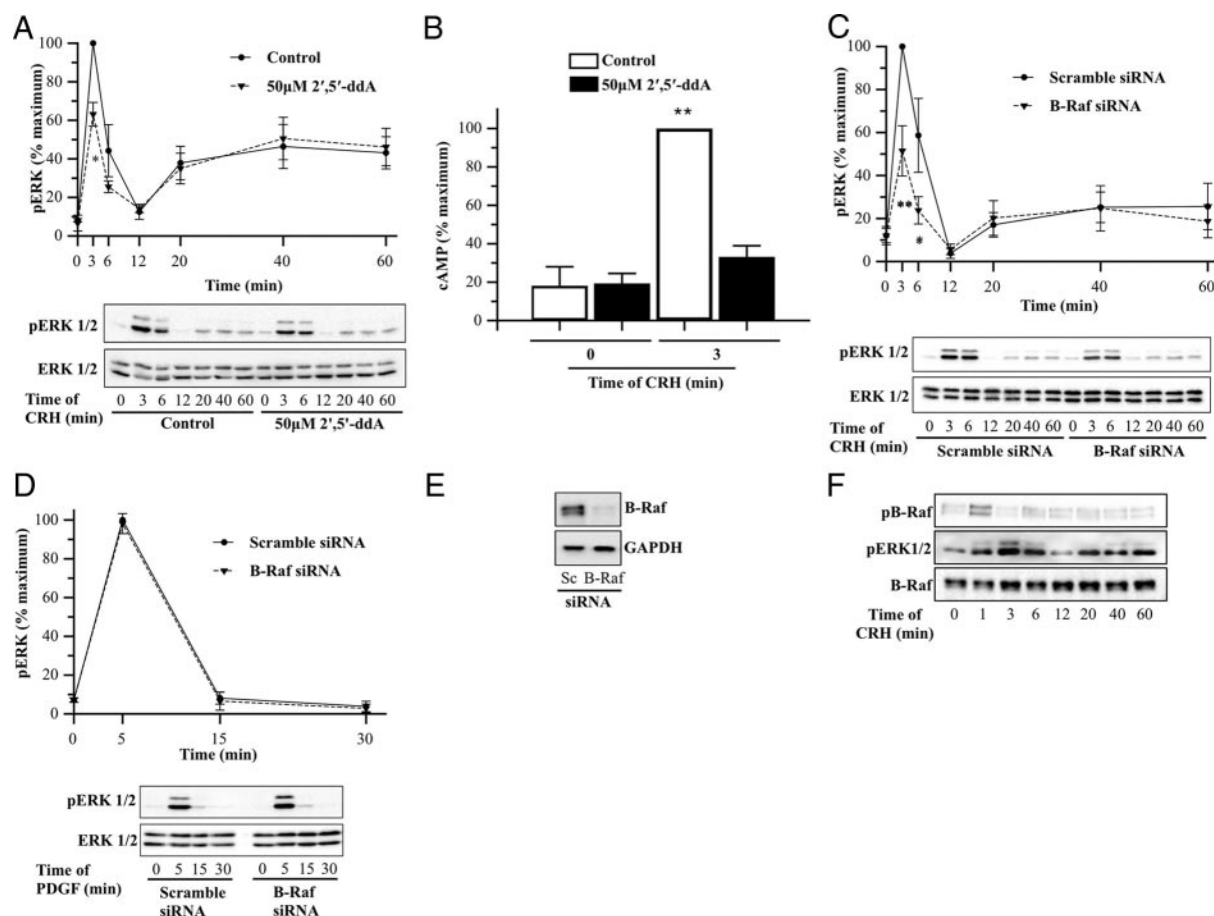 A
100
80
60
40
20
0
pERK (% maximum)
Control
50μM 2′,5′-ddA
*
0 3 6 12 20 40 60
Time (min)
pERK 1/2
ERK 1/2
Time of CRH (min)
0 3 6 12 20 40 60 0 3 6 12 20 40 60
Control 50μM 2',5'-ddA
B
Control
50μM 2′,5′-ddA
100
80
60
40
20
0
cAMP (% maximum)
**
0 3
Time of CRH (min)
C
100
80
60
40
20
0
pERK (% maximum)
Scramble siRNA
B-Raf siRNA
**
*
0 3 6 12 20 40 60
Time (min)
pERK 1/2
ERK 1/2
Time of
CRH (min)
0 3 6 12 20 40 60 0 3 6 12 20 40 60
Scramble siRNA B-Raf siRNA
D
100
80
60
40
20
0
pERK (% maximum)
Scramble siRNA
B-Raf siRNA
0 5 15 30
Time (min)
pERK 1/2
ERK 1/2
Time of
PDGF (min)
0 5 15 30 0 5 15 30
Scramble siRNA
B-Raf siRNA
E
B-Raf
GAPDH
Sc B-Raf
siRNA
F
pB-Raf
pERK1/2
B-Raf
Time of
CRH (min)
0 1 3 6 12 20 40 60